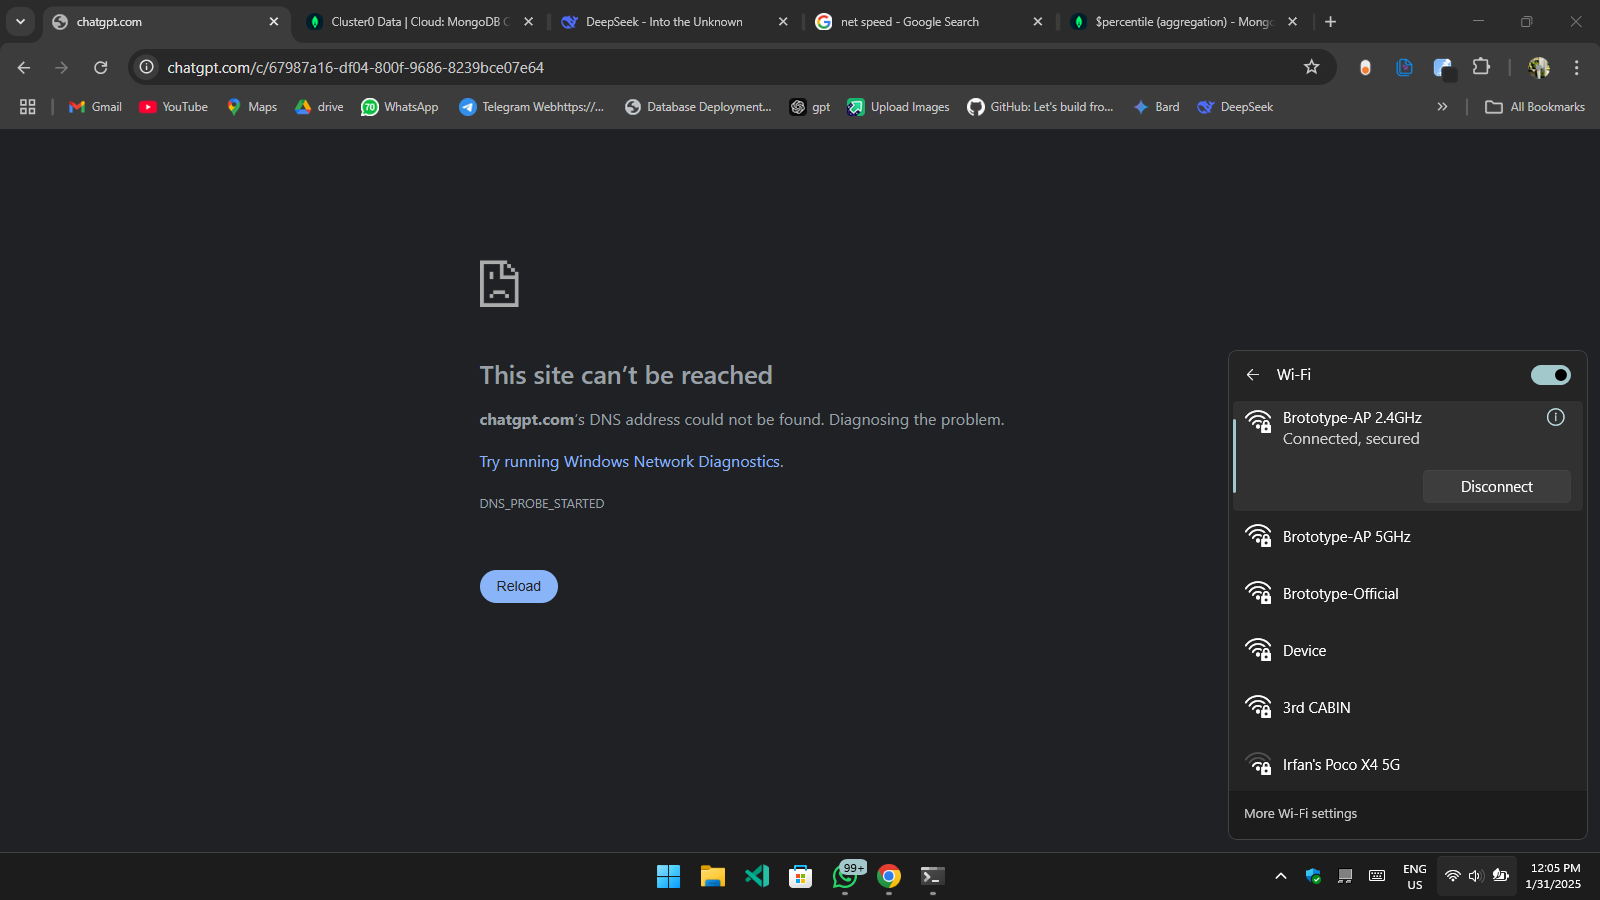 chatgpt.com
Cluster0 Data | Cloud: MongoDB C
DeepSeek - Into the Unknown
net speed - Google Search
$percentile (aggregation) - Mongo
chatgpt.com/c/67987a16-df04-800f-9686-8239bce07e64
Gmail
YouTube
Maps
drive
70
WhatsApp
Telegram Webhttps://...
Database Deployment...
gpt
Upload Images
GitHub: Let's build fro...
Bard
DeepSeek
All Bookmarks
This site can't be reached
chatgpt.com's DNS address could not be found. Diagnosing the problem.
Try running Windows Network Diagnostics.
DNS_PROBE_STARTED
Reload
Wi-Fi
Brototype-AP 2.4GHz
Connected, secured
Disconnect
Brototype-AP 5GHz
Brototype-Official
Device
3rd CABIN
Irfan's Poco X4 5G
More Wi-Fi settings
99+
ENG
US
12:05 PM
1/31/2025